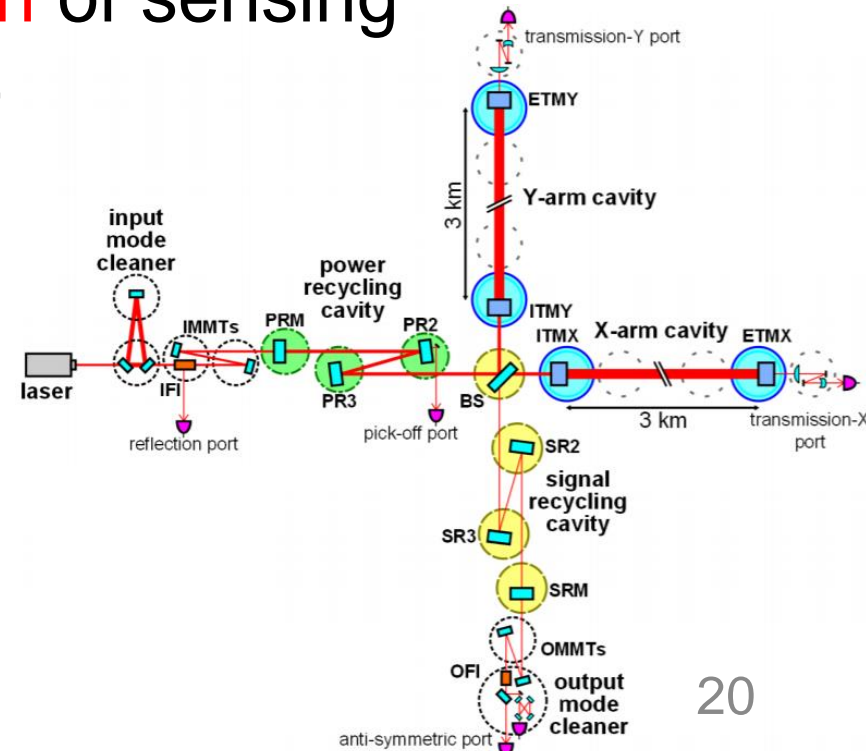 of sensing
transmission-Y port
ETMY
3 km
Y-arm cavity
input
mode
cleaner
power
recycling
cavity
IMMTs
PRM
PR2
ITMY
ITMX
X-arm cavity
ETMX
laser
IFI
PR3
BS
3 km
transmission-X
port
reflection port
pick-off port
SR2
signal
recycling
cavity
SR3
SRM
OMMTs
OFI
output
mode
cleaner
anti-symmetric port
20